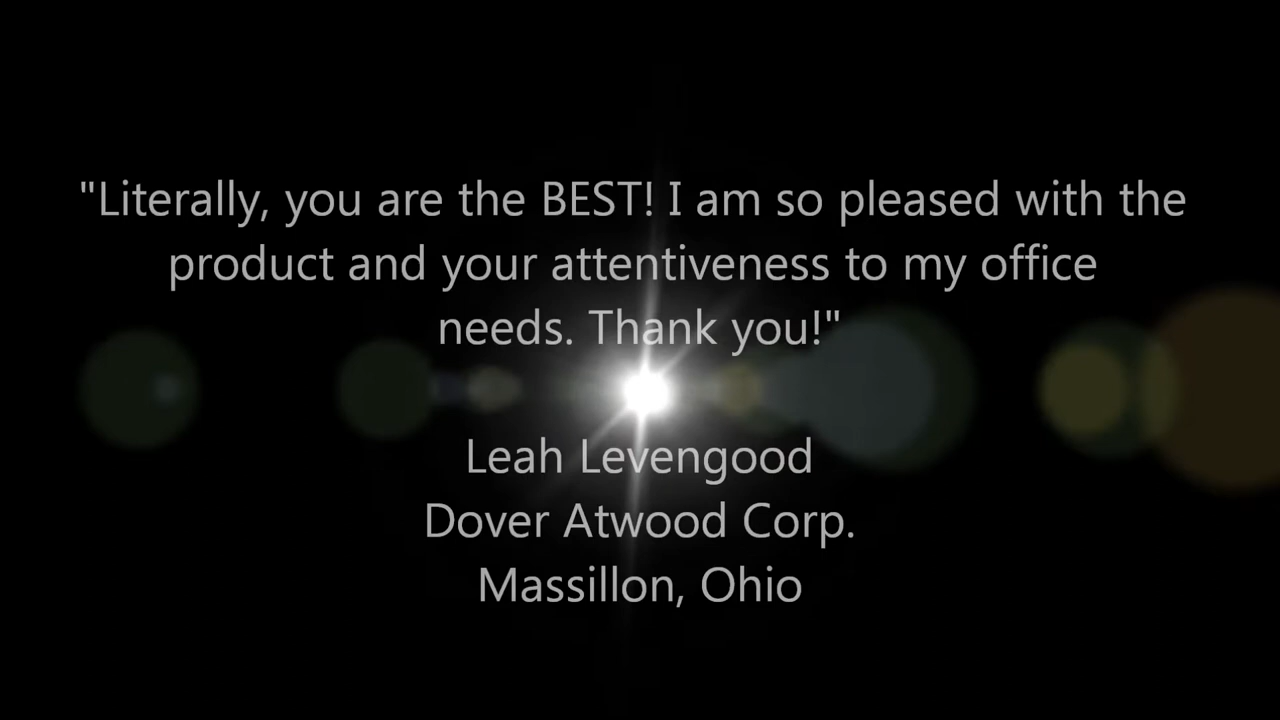 "Literally, you are the BEST! I am so pleased with the
product and your attentiveness to my office
needs. Thank you!"
Leah Levengood
Dover Atwood Corp.
Massillon, Ohio